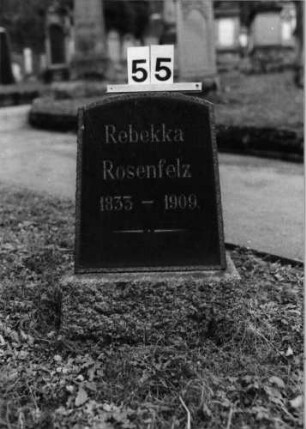 55
Rebekka
Rosenfelz
1833 - 1909.